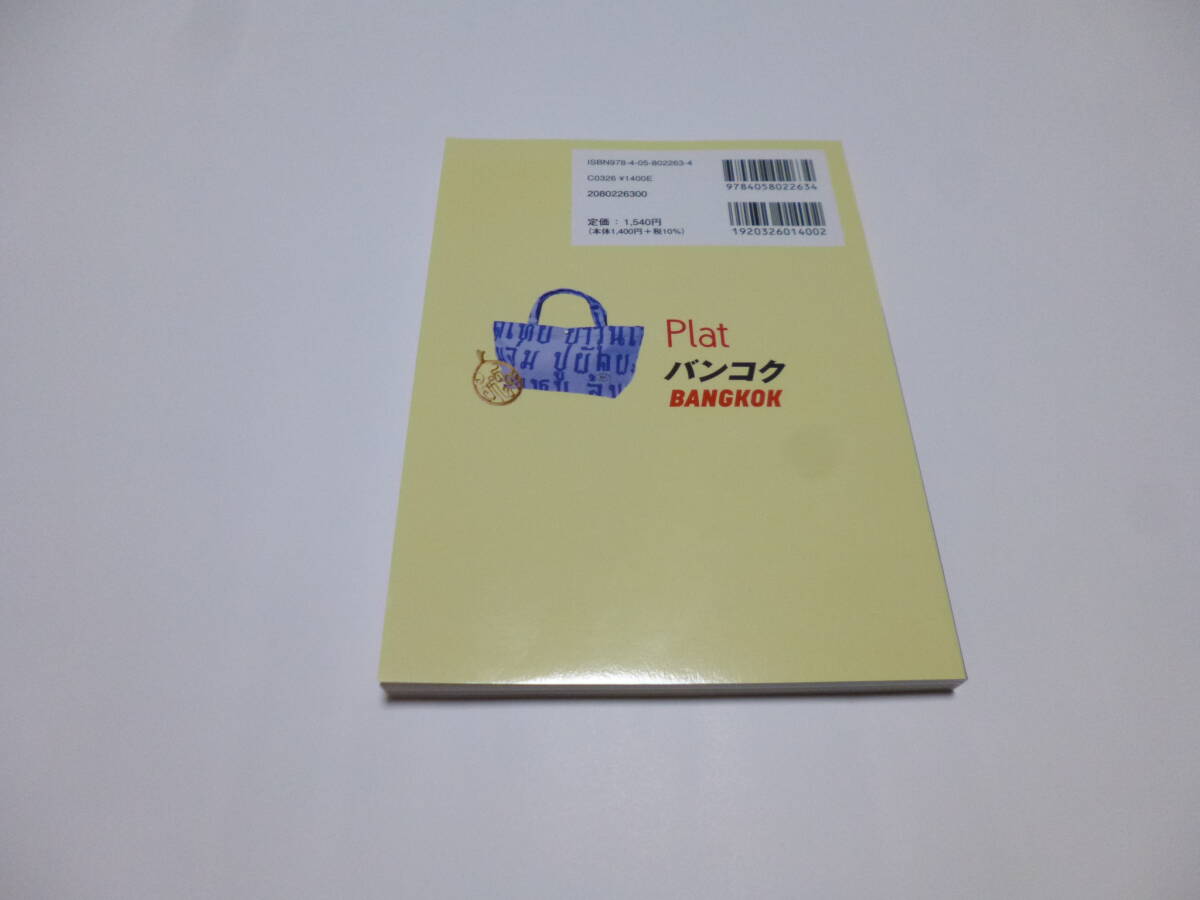 ISBN978-4-05-802263-4
C0326 ¥1400E
2080226300
定価 : 1,540円
(本体1,400円+税10%)
9784058022634
1920326014002
Plat
バンコク
BANGKOK